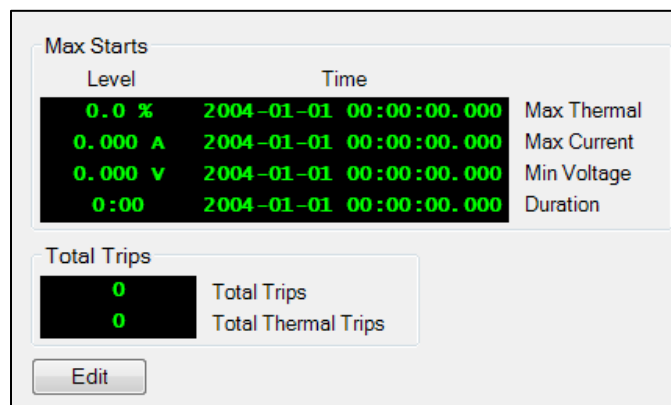 Max Starts
Level Time
0.0 % 2004-01-01 00:00:00.000 Max Thermal
0.000 A 2004-01-01 00:00:00.000 Max Current
0.000 V 2004-01-01 00:00:00.000 Min Voltage
0:00 2004-01-01 00:00:00.000 Duration
Total Trips
0 Total Trips
0 Total Thermal Trips
Edit